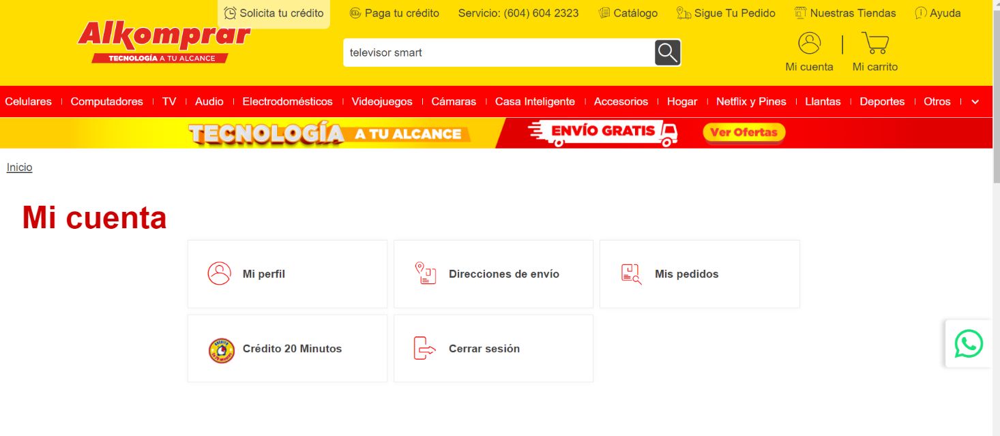 Solicita tu crédito
Paga tu crédito
Servicio: (604) 604 2323
Catálogo
Sigue Tu Pedido
Nuestras Tiendas
Ayuda
Alkomprar
TECNOLOGÍA A TU ALCANCE
televisor smart
Mi cuenta
Mi carrito
Celulares
Computadores
TV
Audio
Electrodomésticos
Videojuegos
Cámaras
Casa Inteligente
Accesorios
Hogar
Netflix y Pines
Llantas
Deportes
Otros
TECNOLOGÍA A TU ALCANCE
ENVÍO GRATIS
Ver Ofertas
Inicio
Mi cuenta
Mi perfil
Direcciones de envío
Mis pedidos
Crédito 20 Minutos
Cerrar sesión